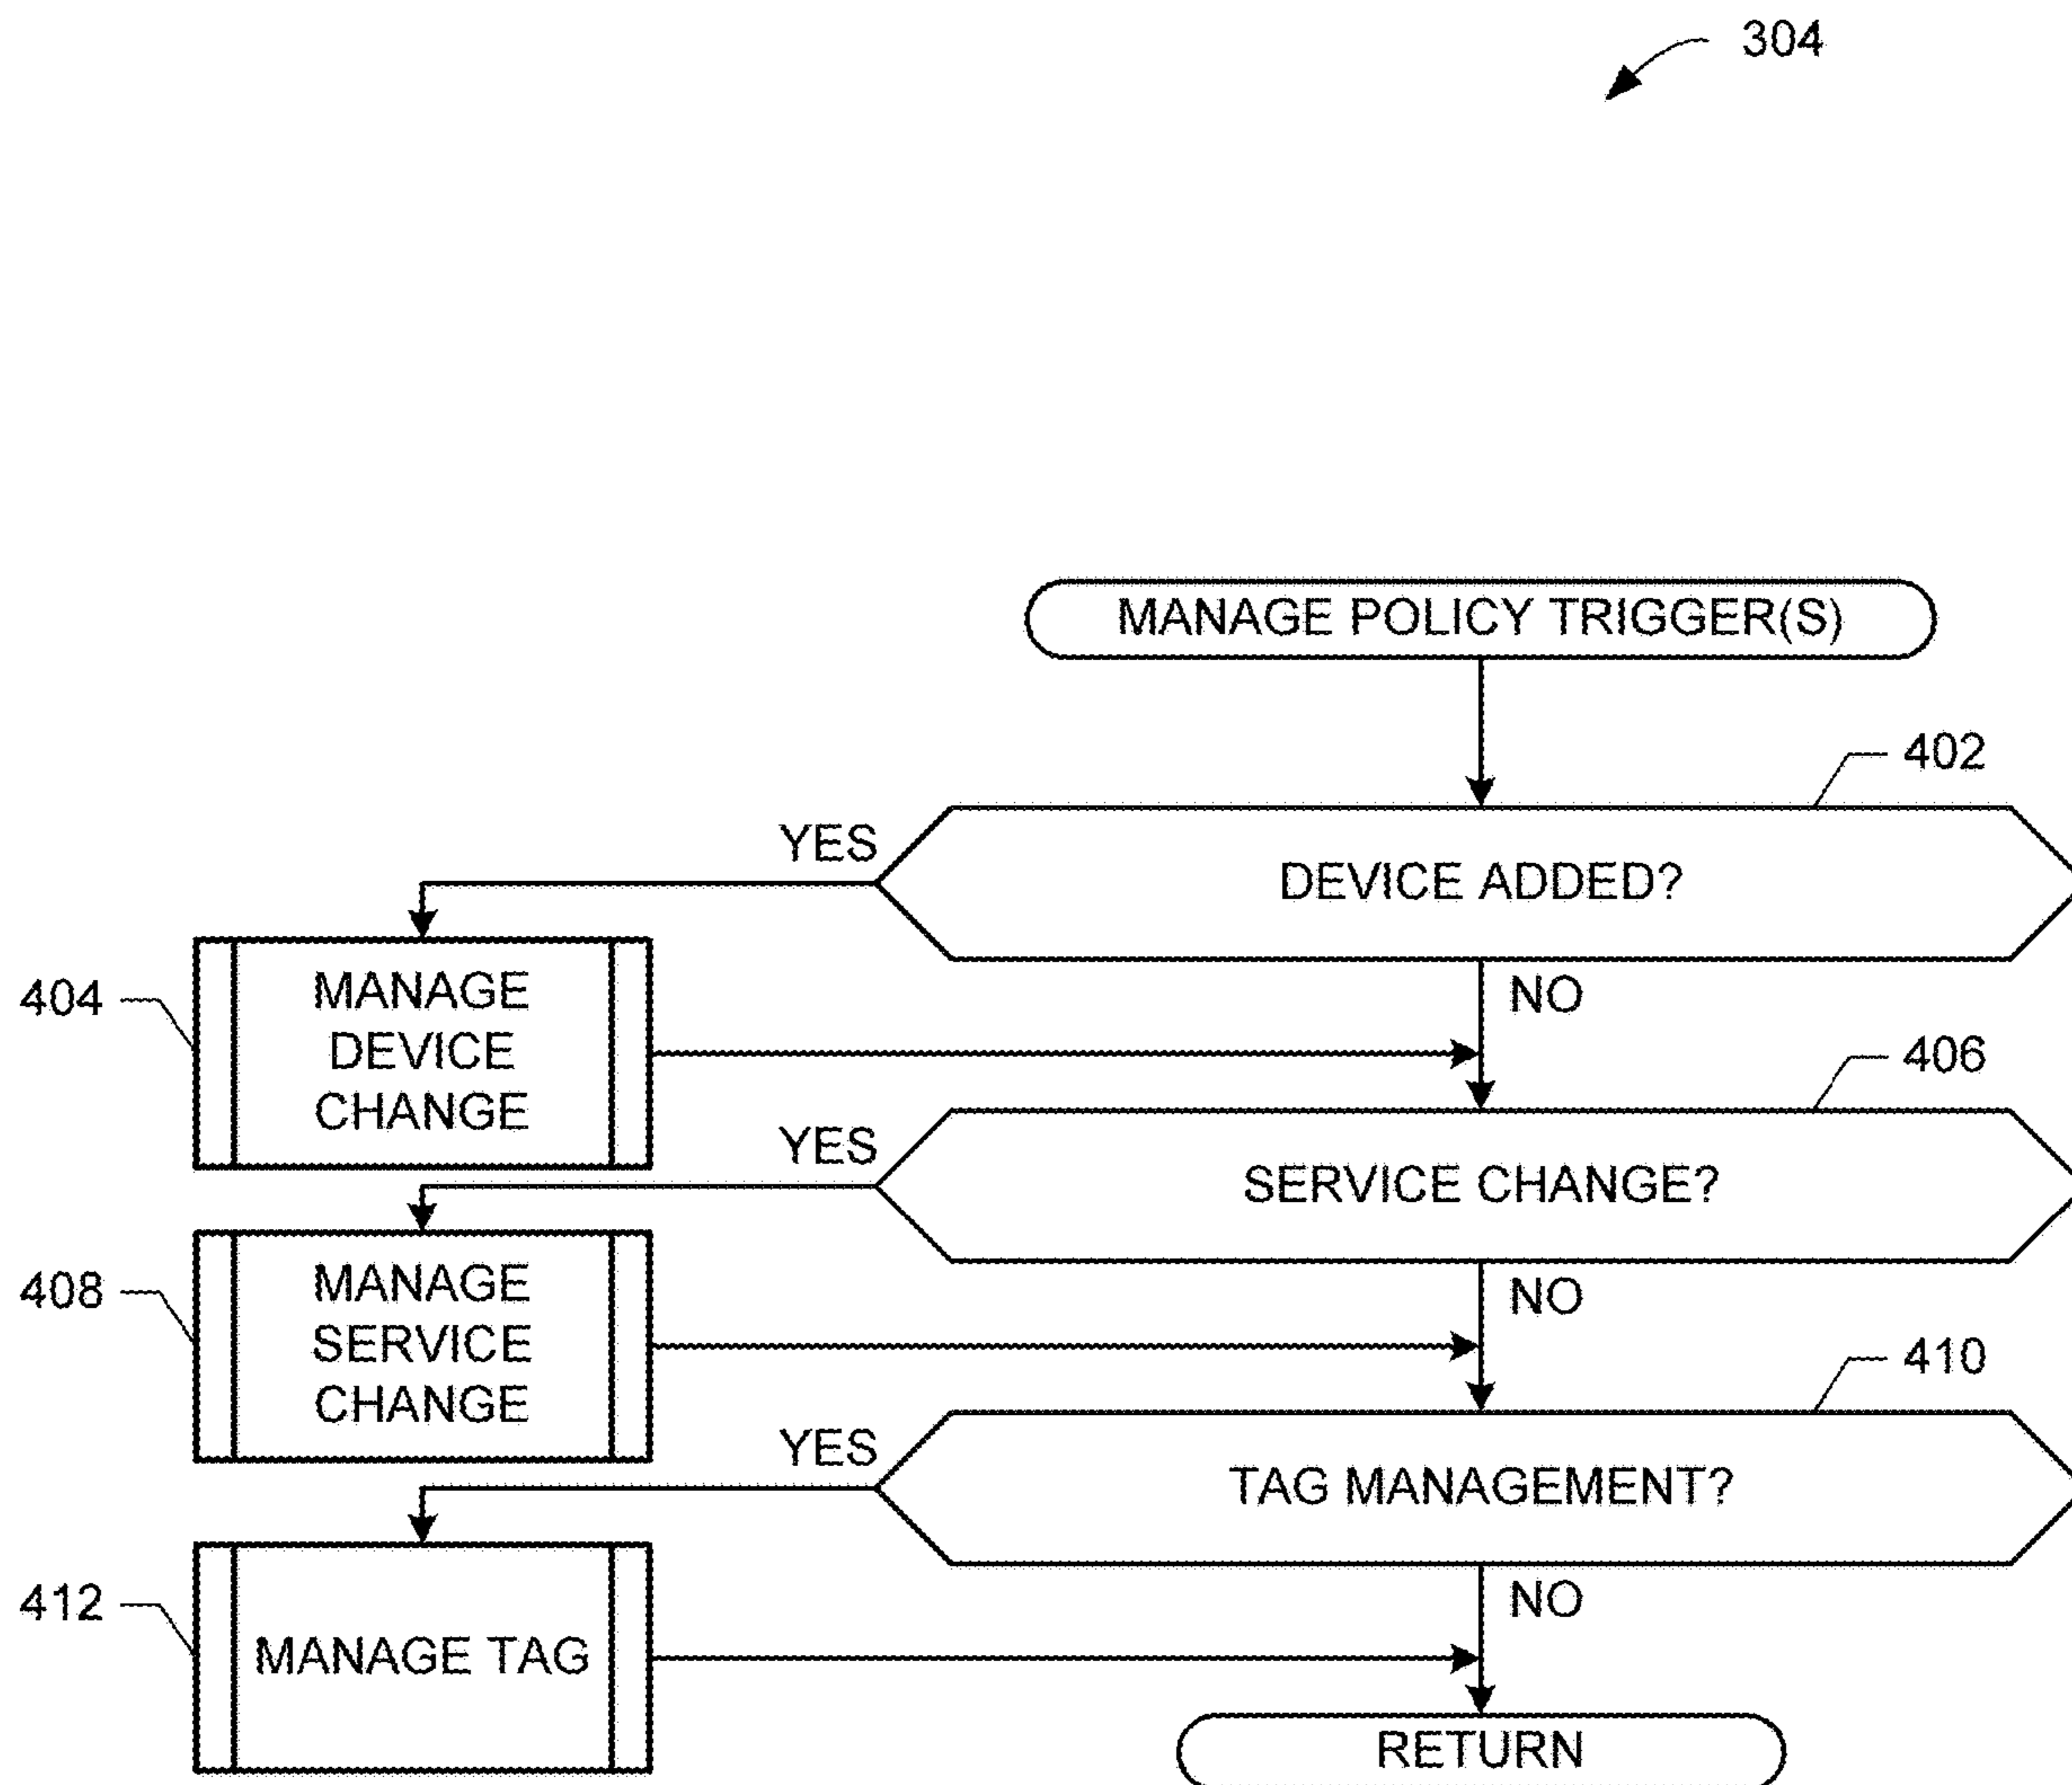 304
MANAGE POLICY TRIGGER(S)
402
YES
DEVICE ADDED?
404
MANAGE
DEVICE
CHANGE
NO
406
YES
SERVICE CHANGE?
408
MANAGE
SERVICE
CHANGE
NO
410
YES
TAG MANAGEMENT?
412
MANAGE TAG
NO
RETURN